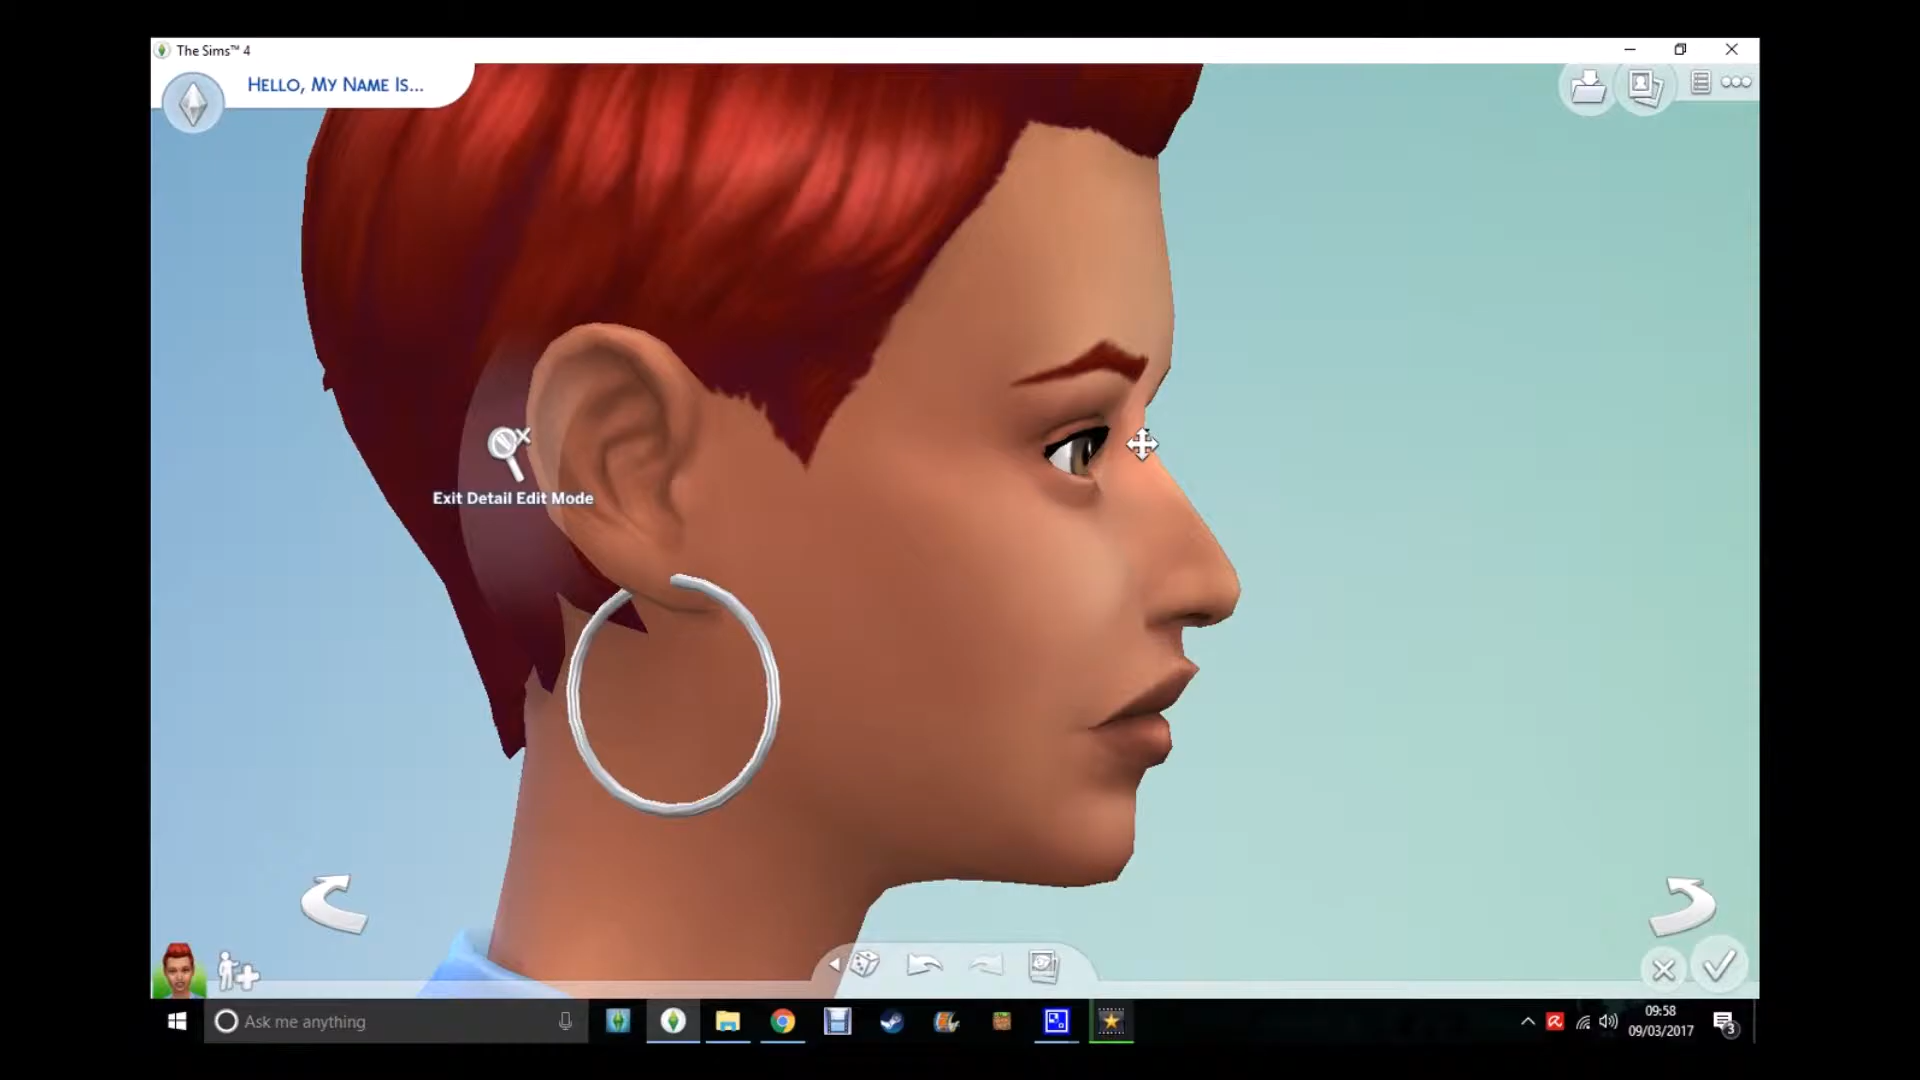 The Sims™ 4
Hello, My Name Is...
Exit Detail Edit Mode
Ask me anything
09:58
09/03/2017
3